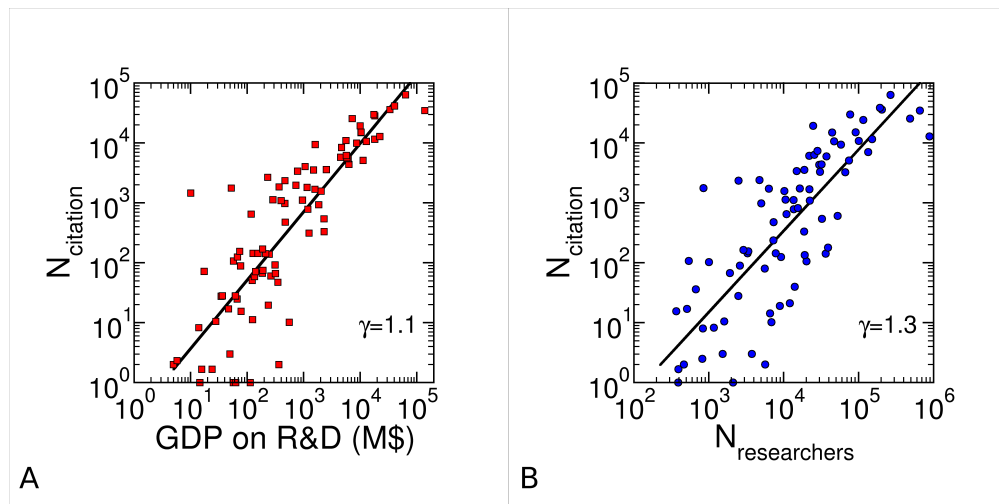 10^5
10^4
10^3
10^2
10^1
10^0
N_citation
γ=1.1
10^0 10^1 10^2 10^3 10^4 10^5
GDP on R&D (M$)
A
10^5
10^4
10^3
10^2
10^1
10^0
N_citation
γ=1.3
10^2 10^3 10^4 10^5 10^6
N_researchers
B